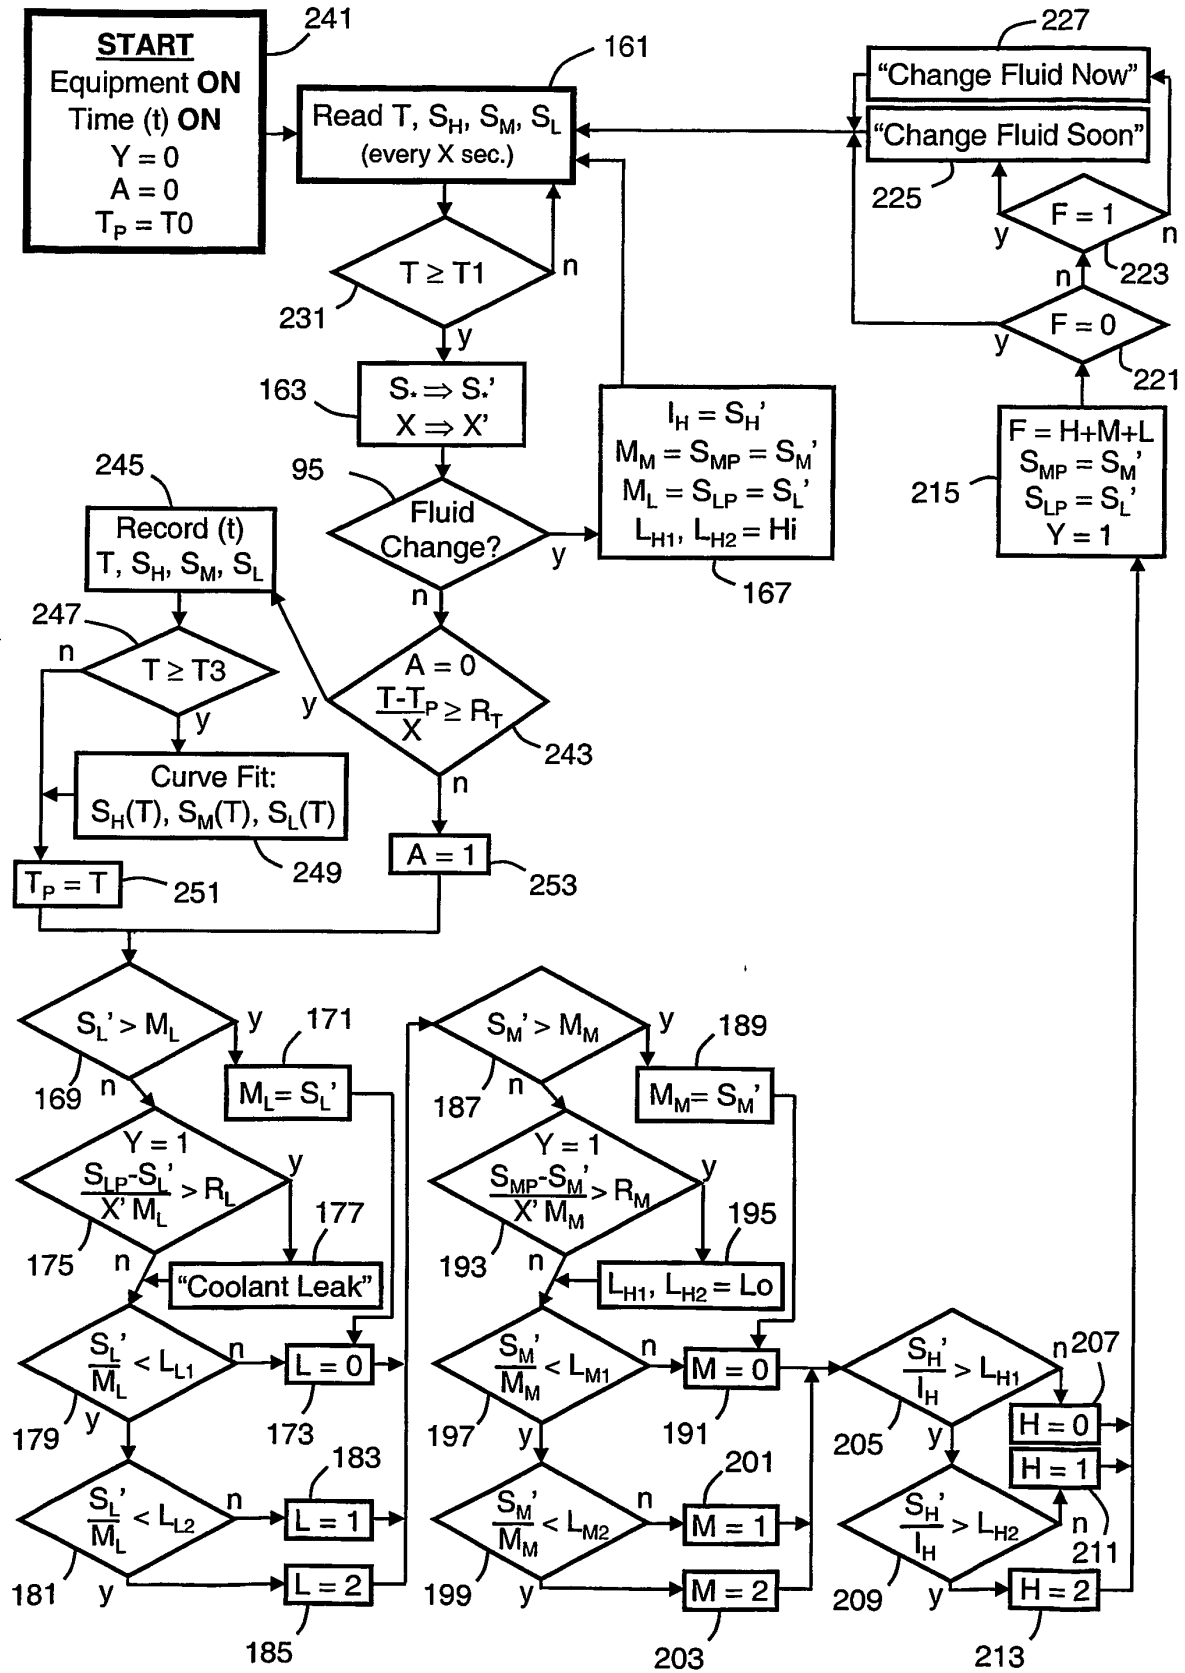 241
START
Equipment ON
Time (t) ON
Y = 0
A = 0
T_P = T0
161
Read T, S_H, S_M, S_L
(every X sec.)
T ≥ T1
n
231
y
163
S_* ⇒ S_*'
X ⇒ X'
95
Fluid
Change?
y
n
I_H = S_H'
M_M = S_MP = S_M'
M_L = S_LP = S_L'
L_H1, L_H2 = Hi
167
227
"Change Fluid Now"
"Change Fluid Soon"
225
F = 1
y
n
223
n
F = 0
y
221
F = H+M+L
S_MP = S_M'
S_LP = S_L'
Y = 1
215
245
Record (t)
T, S_H, S_M, S_L
247
n
T ≥ T3
y
A = 0
T-T_P
X
≥ R_T
y
243
n
Curve Fit:
S_H(T), S_M(T), S_L(T)
249
A = 1
253
T_P = T
251
S_L' > M_L
y
171
169
n
M_L= S_L'
Y = 1
S_LP-S_L'
X' M_L
> R_L
y
175
n
177
"Coolant Leak"
S_L'
M_L
< L_L1
n
L = 0
173
179
y
183
S_L'
M_L
< L_L2
n
L = 1
181
y
L = 2
185
S_M' > M_M
y
189
187
n
M_M= S_M'
Y = 1
S_MP-S_M'
X' M_M
> R_M
y
193
n
195
L_H1, L_H2 = Lo
S_M'
M_M
< L_M1
n
M = 0
191
197
y
201
S_M'
M_M
< L_M2
n
M = 1
199
y
M = 2
203
S_H'
I_H
> L_H1
n
207
205
y
H = 0
H = 1
S_H'
I_H
> L_H2
n
211
209
y
H = 2
213